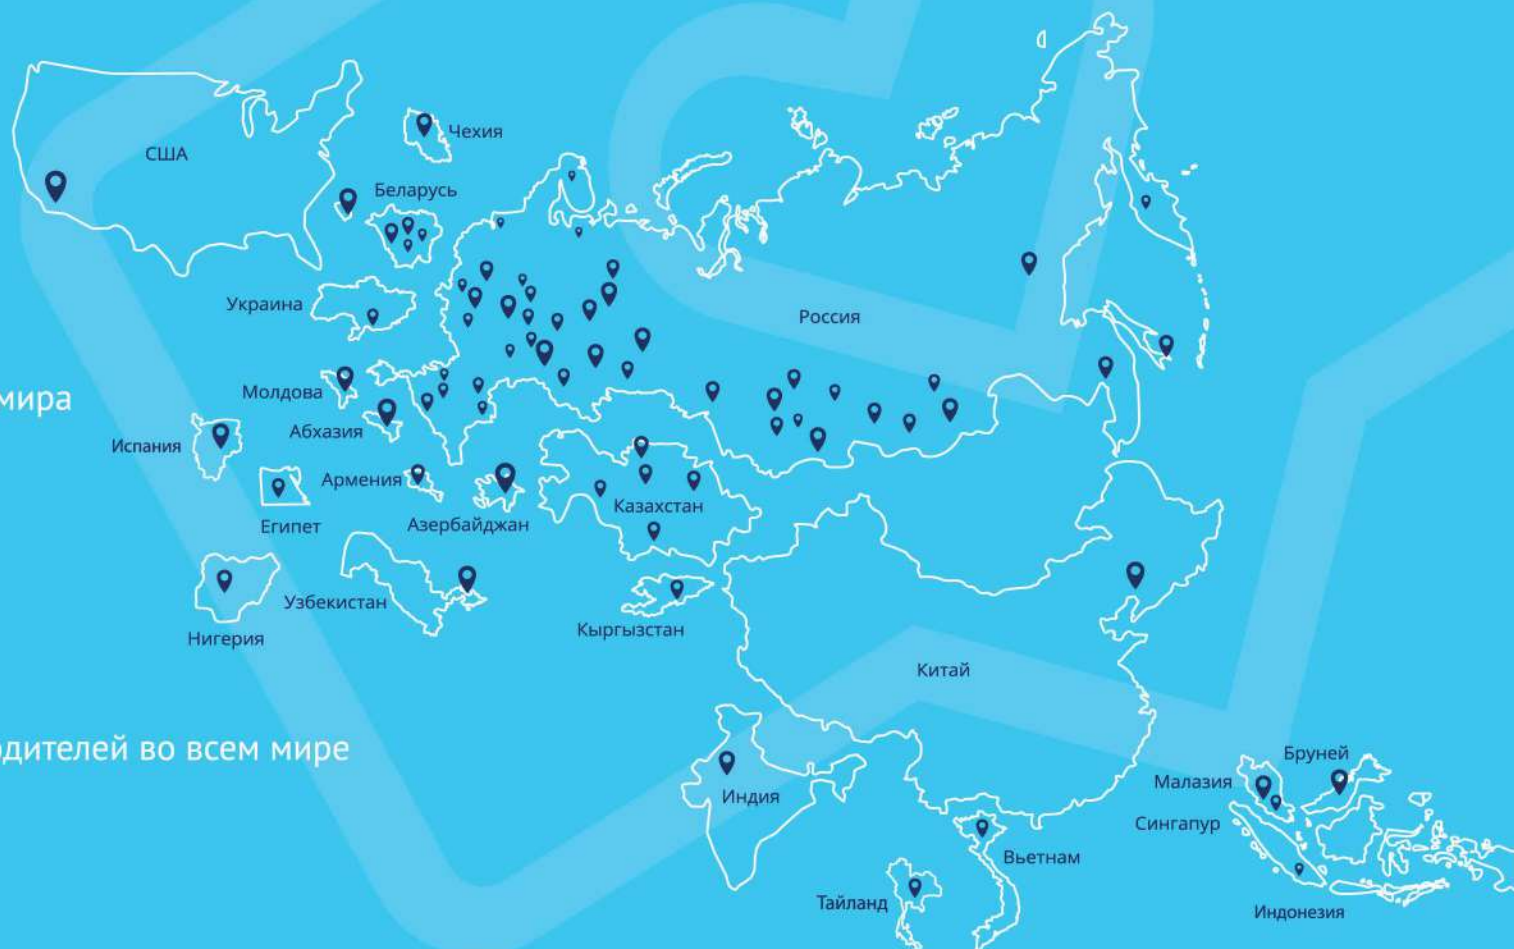 США
Чехия
Беларусь
Украина
Россия
Молдова
мира
Абхазия
Испания
Армения
Казахстан
Египет
Азербайджан
Узбекистан
Кыргызстан
Нигерия
Китай
дителей во всем мире
Бруней
Малазия
Индия
Сингапур
Вьетнам
Тайланд
Индонезия